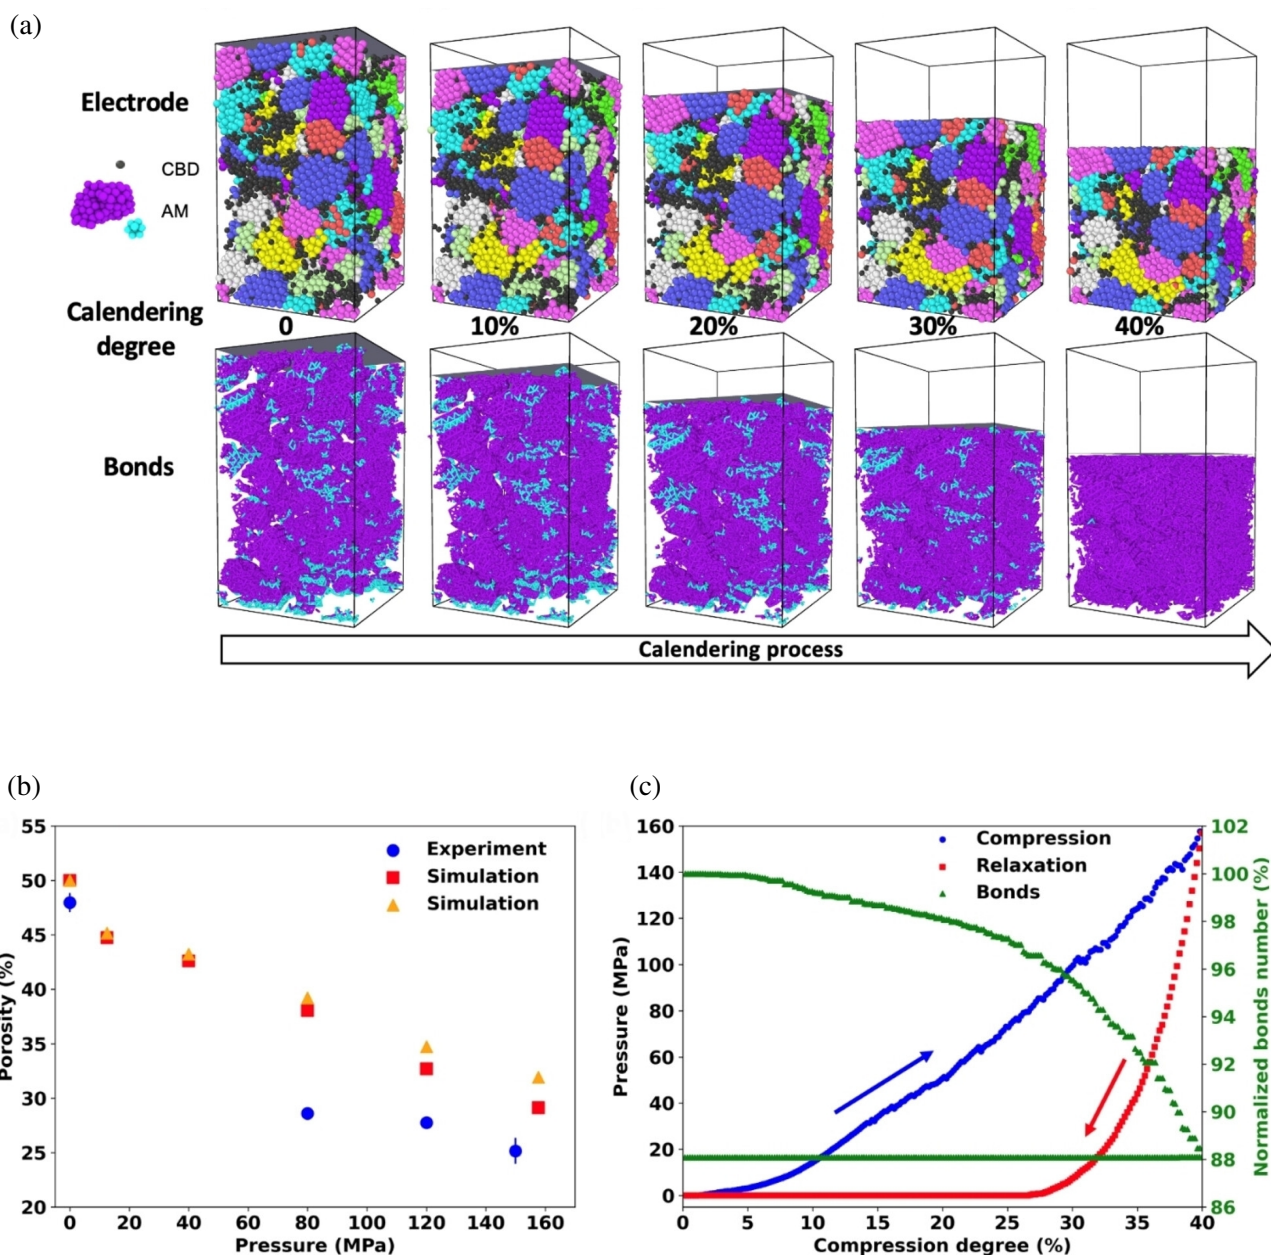 (a)
Electrode
CBD
AM
Calendering
degree
0
10%
20%
30%
40%
Bonds
Calendering process
(b)
55
50
45
40
35
30
25
20
Porosity (%)
0 20 40 60 80 100 120 140 160
Pressure (MPa)
Experiment
Simulation
Simulation
(c)
160
140
120
100
80
60
40
20
0
Pressure (MPa)
0 5 10 15 20 25 30 35 40
Compression degree (%)
Compression
Relaxation
Bonds
102
100
98
96
94
92
90
88
86
Normalized bonds number (%)